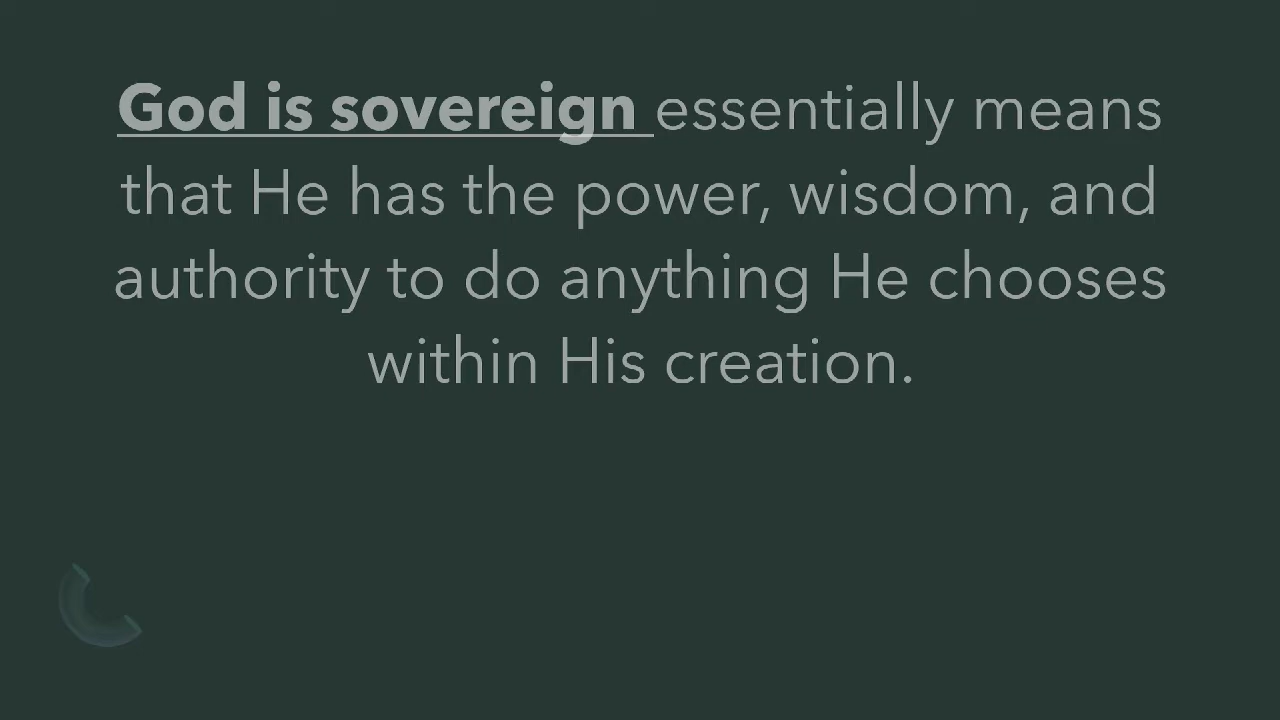 God is sovereign essentially means
that He has the power, wisdom, and
authority to do anything He chooses
within His creation.